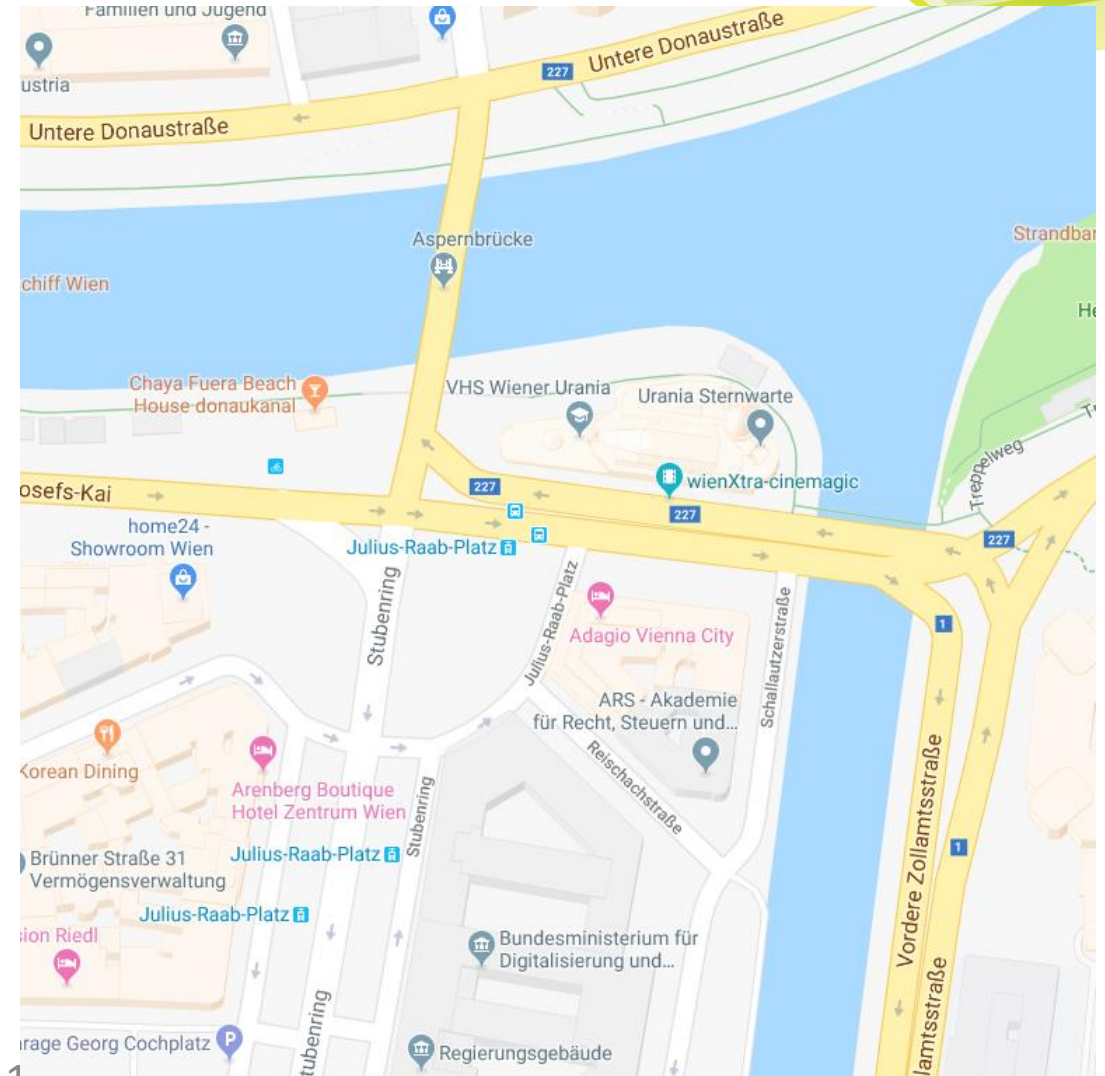 Familien und Jugend
ustria
227
Untere Donaustraße
Untere Donaustraße
Aspernbrücke
Strandbar
chiff Wien
He
Chaya Fuera Beach
House donaukanal
VHS Wiener Urania
Urania Sternwarte
Treppelweg
osefs-Kai
227
wienXtra-cinemagic
227
227
home24 -
Showroom Wien
Julius-Raab-Platz
Stubenring
Julius-Raab-Platz
Adagio Vienna City
Schallautzerstraße
1
ARS - Akademie
für Recht, Steuern und...
Reischachstraße
Korean Dining
Arenberg Boutique
Hotel Zentrum Wien
Stubenring
Vordere Zollamtsstraße
1
Brünner Straße 31
Vermögensverwaltung
Julius-Raab-Platz
Julius-Raab-Platz
sion Riedl
Bundesministerium für
Digitalisierung und...
tubenring
lamtsstraße
arage Georg Cochplatz
P
Regierungsgebäude
1